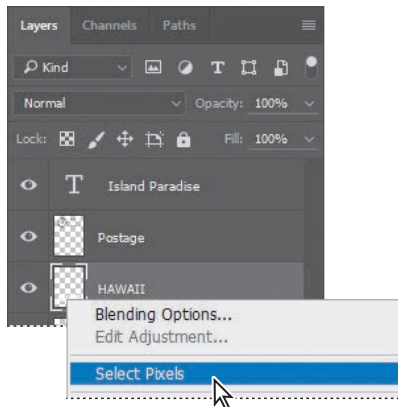 Layers Channels Paths
Kind T
Normal Opacity: 100%
Lock: Fill: 100%
T Island Paradise
Postage
HAWAII
Blending Options...
Edit Adjustment...
Select Pixels